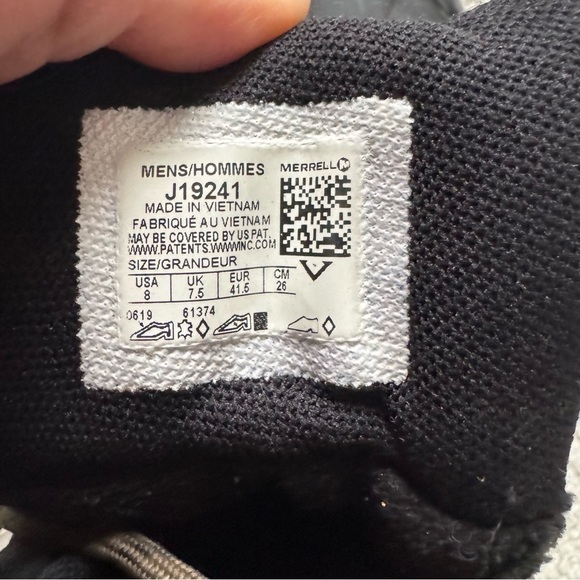 MENS/HOMMES
MERRELL
J19241
MADE IN VIETNAM
FABRIQUÉ AU VIETNAM
MAY BE COVERED BY US PAT.
WWW.PATENTS.WWWINC.COM
SIZE/GRANDEUR
USA UK EUR CM
8 7.5 41.5 26
0619 61374